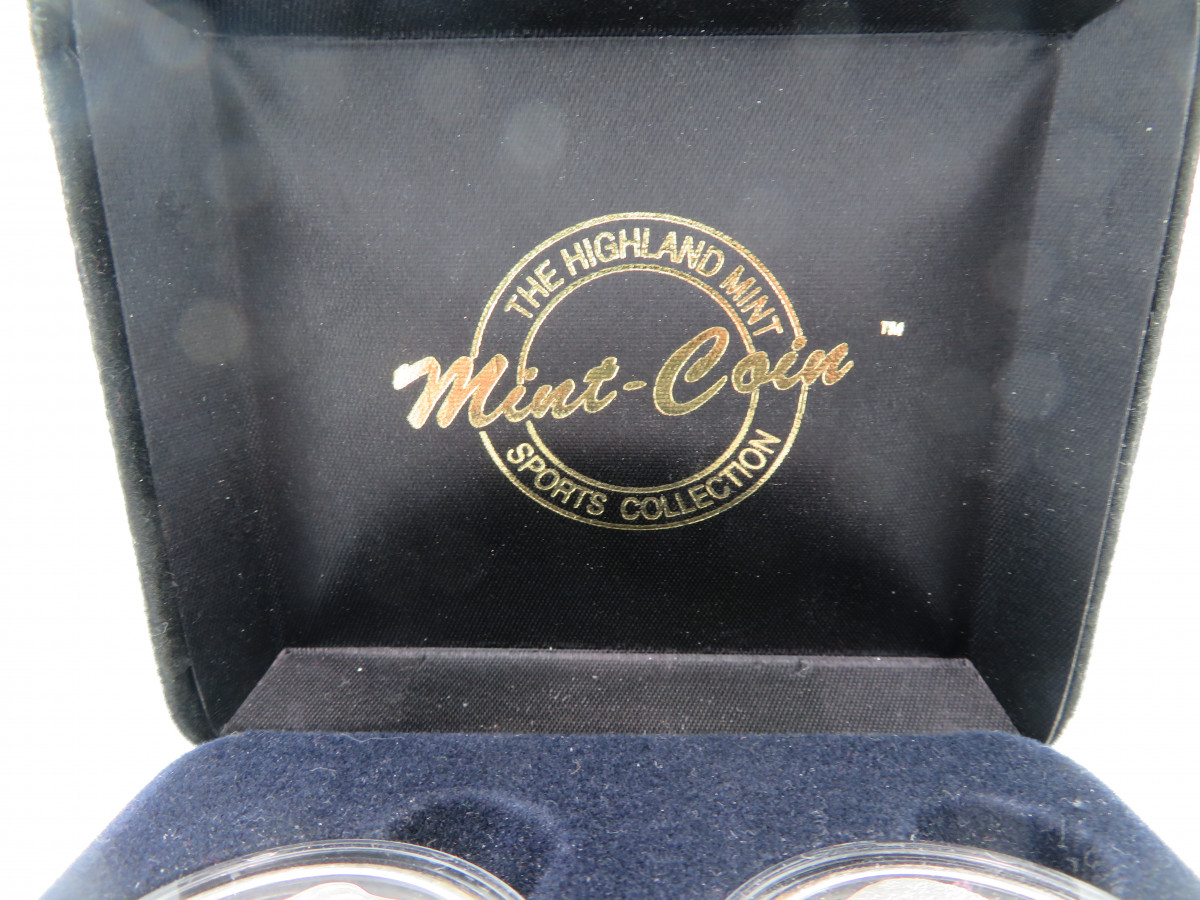 THE HIGHLAND MINT
Mint-Coin ™
SPORTS COLLECTION